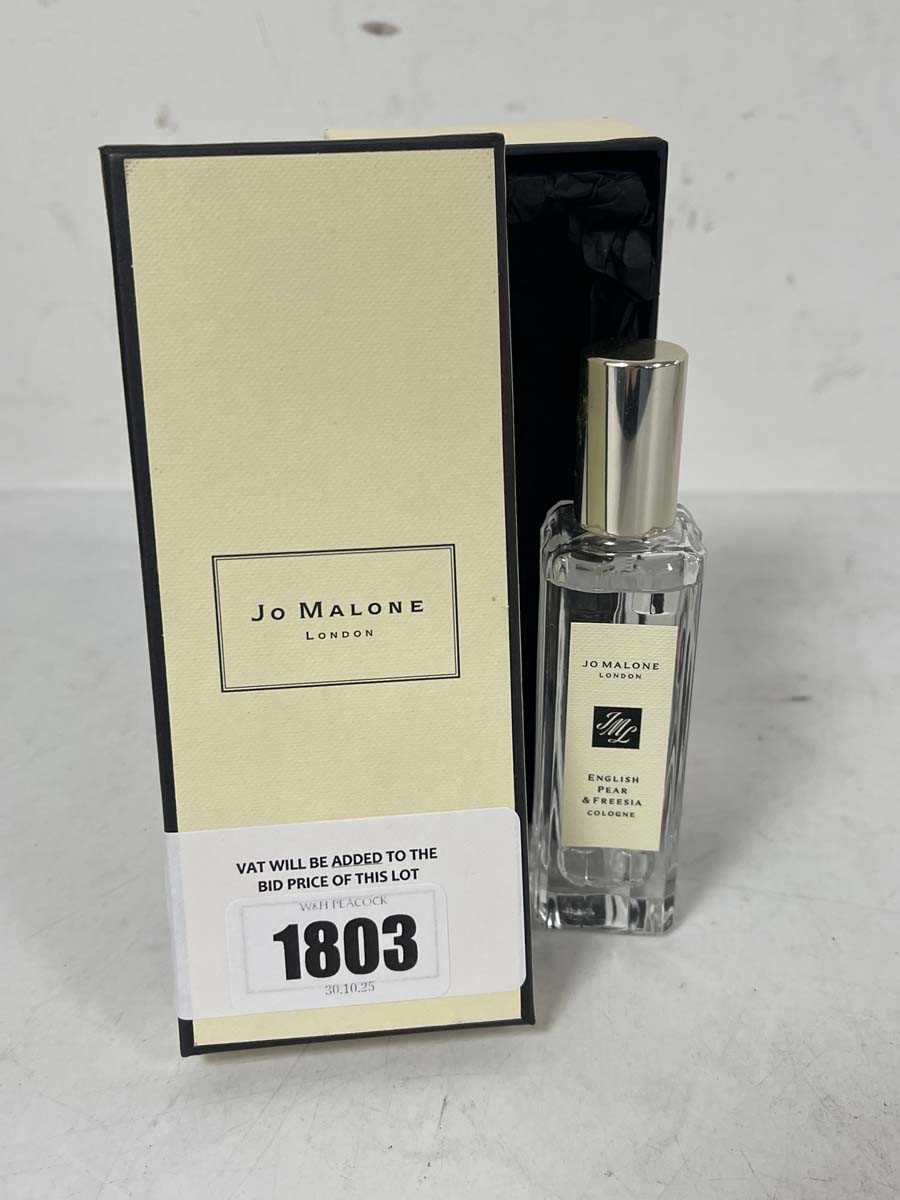 JO MALONE
LONDON
JO MALONE
LONDON
JML
ENGLISH
PEAR
& FREESIA
COLOGNE
VAT WILL BE ADDED TO THE
BID PRICE OF THIS LOT
W&H PEACOCK
1803
30.10.25